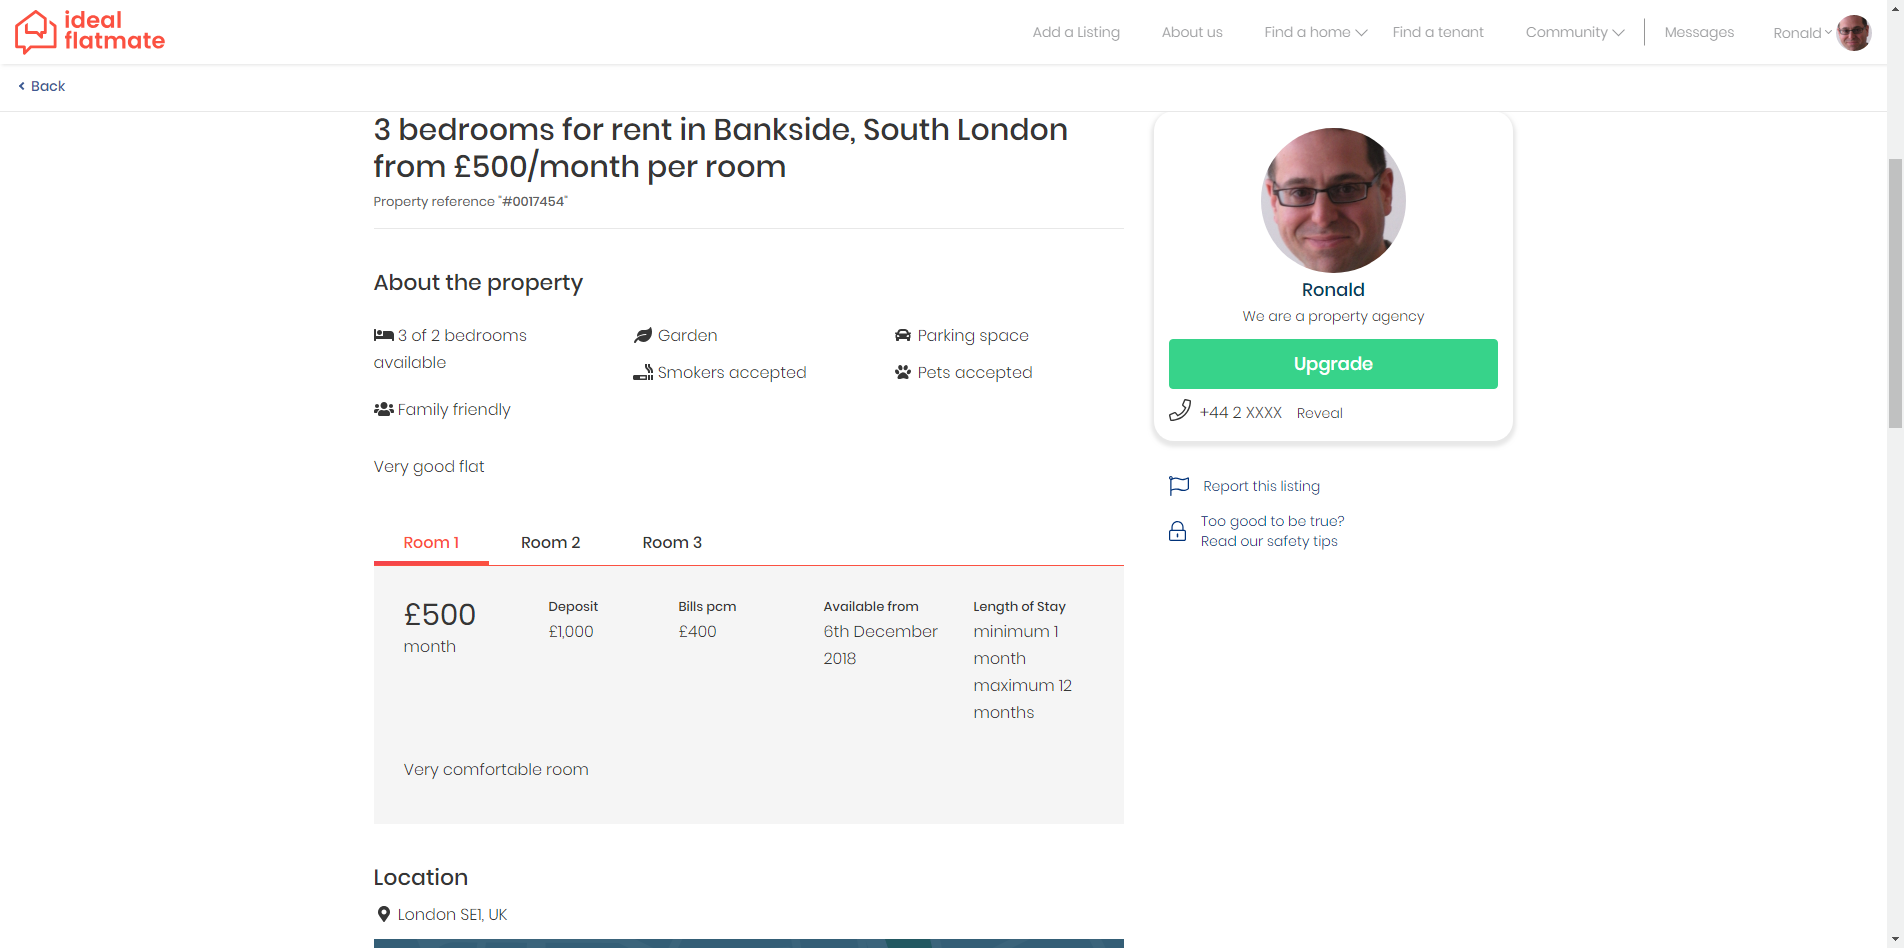 ideal
flatmate
Add a Listing
About us
Find a home
Find a tenant
Community
Messages
Ronald
Back
3 bedrooms for rent in Bankside, South London
from £500/month per room
Property reference "#0017454"
About the property
3 of 2 bedrooms
available
Garden
Parking space
Smokers accepted
Pets accepted
Family friendly
Very good flat
Room 1
Room 2
Room 3
£500
month
Deposit
£1,000
Bills pcm
£400
Available from
6th December
2018
Length of Stay
minimum 1
month
maximum 12
months
Very comfortable room
Location
London SE1, UK
Ronald
We are a property agency
Upgrade
+44 2 XXXX Reveal
Report this listing
Too good to be true?
Read our safety tips